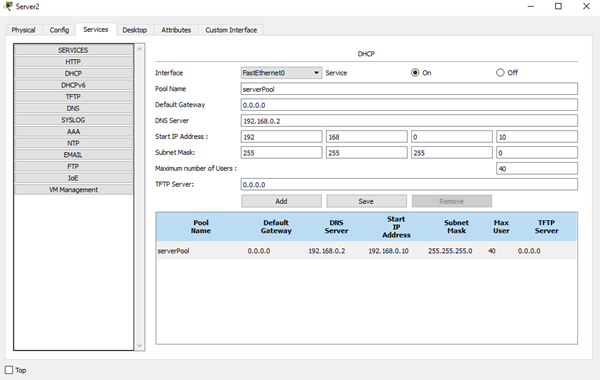 Server2
Physical Config Services Desktop Attributes Custom Interface
SERVICES
HTTP
DHCP
DHCPv6
TFTP
DNS
SYSLOG
AAA
NTP
EMAIL
FTP
IoE
VM Management
DHCP
Interface FastEthernet0 Service On Off
Pool Name serverPool
Default Gateway 0.0.0.0
DNS Server 192.168.0.2
Start IP Address : 192 168 0 10
Subnet Mask: 255 255 255 0
Maximum number of Users : 40
TFTP Server: 0.0.0.0
Add Save Remove
Pool Name Default Gateway DNS Server Start IP Address Subnet Mask Max User TFTP Server
serverPool 0.0.0.0 192.168.0.2 192.168.0.10 255.255.255.0 40 0.0.0.0
Top